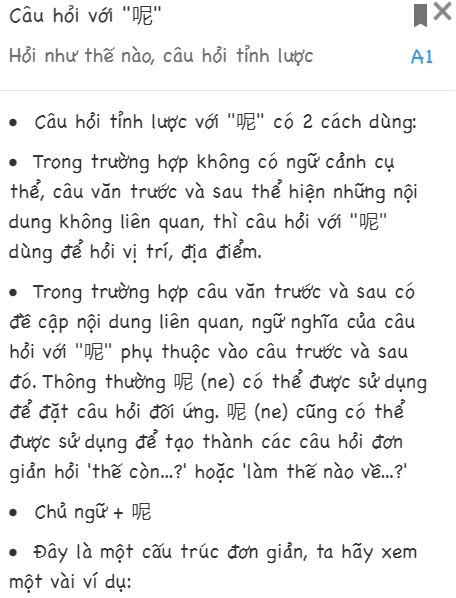 Câu hỏi với "呢"
Hỏi như thế nào, câu hỏi tỉnh lược
A1
• Câu hỏi tỉnh lược với "呢" có 2 cách dùng:
• Trong trường hợp không có ngữ cảnh cụ
thể, câu văn trước và sau thể hiện những nội
dung không liên quan, thì câu hỏi với "呢"
dùng để hỏi vị trí, địa điểm.
• Trong trường hợp câu văn trước và sau có
đề cập nội dung liên quan, ngữ nghĩa của câu
hỏi với "呢" phụ thuộc vào câu trước và sau
đó. Thông thường 呢 (ne) có thể được sử dụng
để đặt câu hỏi đối ứng. 呢 (ne) cũng có thể
được sử dụng để tạo thành các câu hỏi đơn
giản hỏi 'thế còn...?' hoặc 'làm thế nào về...?'
• Chủ ngữ + 呢
• Đây là một cấu trúc đơn giản, ta hãy xem
một vài ví dụ: